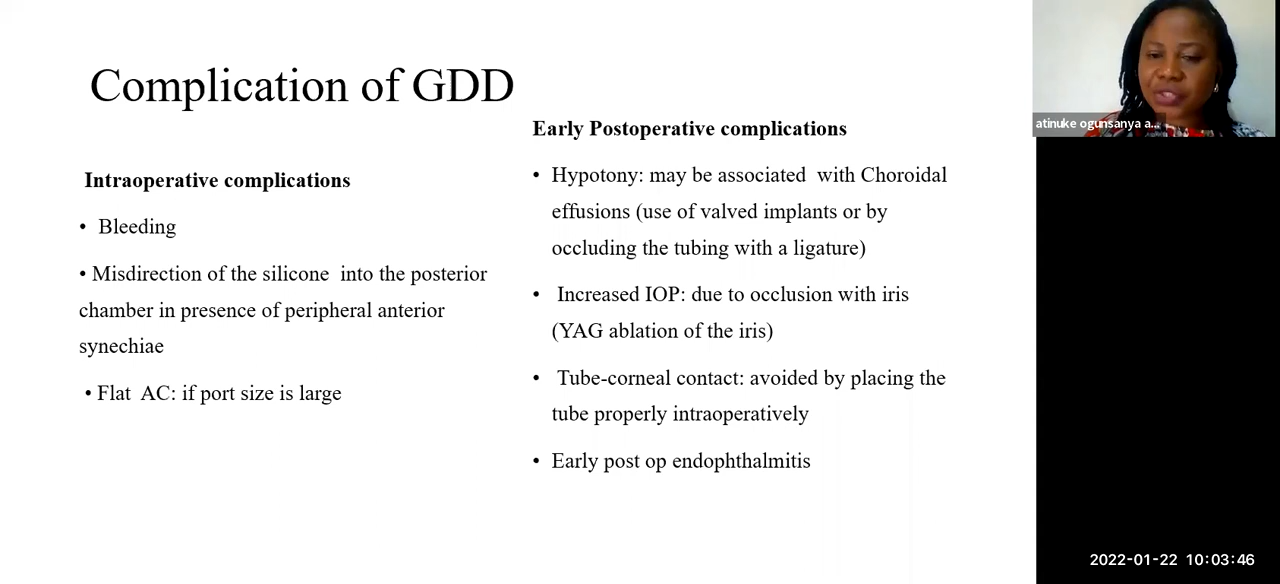 Complication of GDD
Intraoperative complications
• Bleeding
• Misdirection of the silicone into the posterior
chamber in presence of peripheral anterior
synechiae
• Flat AC: if port size is large
Early Postoperative complications
• Hypotony: may be associated with Choroidal
effusions (use of valved implants or by
occluding the tubing with a ligature)
• Increased IOP: due to occlusion with iris
(YAG ablation of the iris)
• Tube-corneal contact: avoided by placing the
tube properly intraoperatively
• Early post op endophthalmitis
atinuke ogunsanya a...
2022-01-22 10:03:46